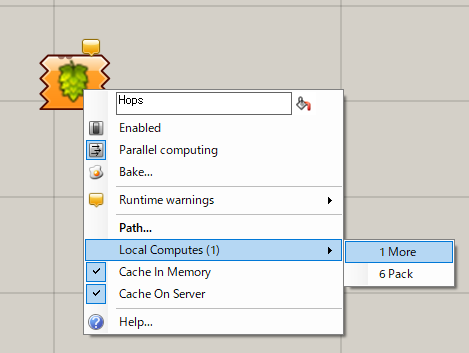 Hops
Enabled
Parallel computing
Bake...
Runtime warnings
Path...
Local Computes (1)
1 More
Cache In Memory
6 Pack
Cache On Server
Help...